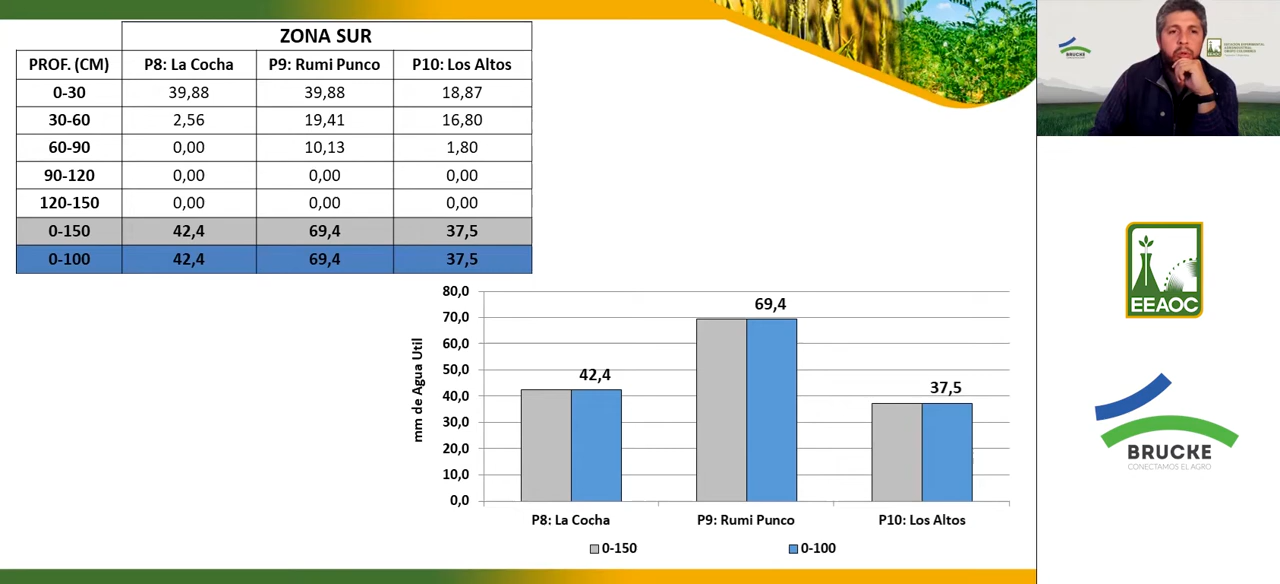 ZONA SUR
PROF. (CM) P8: La Cocha P9: Rumi Punco P10: Los Altos
0-30 39,88 39,88 18,87
30-60 2,56 19,41 16,80
60-90 0,00 10,13 1,80
90-120 0,00 0,00 0,00
120-150 0,00 0,00 0,00
0-150 42,4 69,4 37,5
0-100 42,4 69,4 37,5
mm de Agua Util
80,0
70,0
60,0
50,0
40,0
30,0
20,0
10,0
0,0
42,4
69,4
37,5
P8: La Cocha P9: Rumi Punco P10: Los Altos
0-150 0-100
BRUCKE
EEAOC
EEAOC
BRUCKE
CONECTAMOS EL AGRO